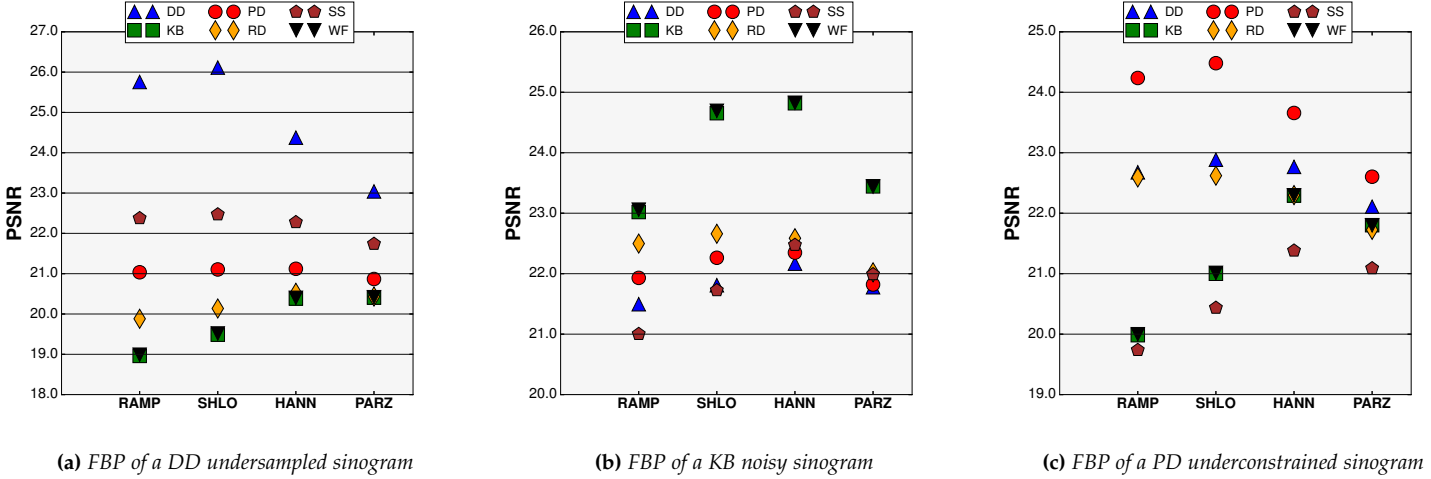 DD PD SS
KB RD WF
27.0
26.0
25.0
24.0
23.0
22.0
21.0
20.0
19.0
18.0
PSNR
RAMP SHLO HANN PARZ
(a) FBP of a DD undersampled sinogram
DD PD SS
KB RD WF
26.0
25.0
24.0
23.0
22.0
21.0
20.0
PSNR
RAMP SHLO HANN PARZ
(b) FBP of a KB noisy sinogram
DD PD SS
KB RD WF
25.0
24.0
23.0
22.0
21.0
20.0
19.0
PSNR
RAMP SHLO HANN PARZ
(c) FBP of a PD underconstrained sinogram